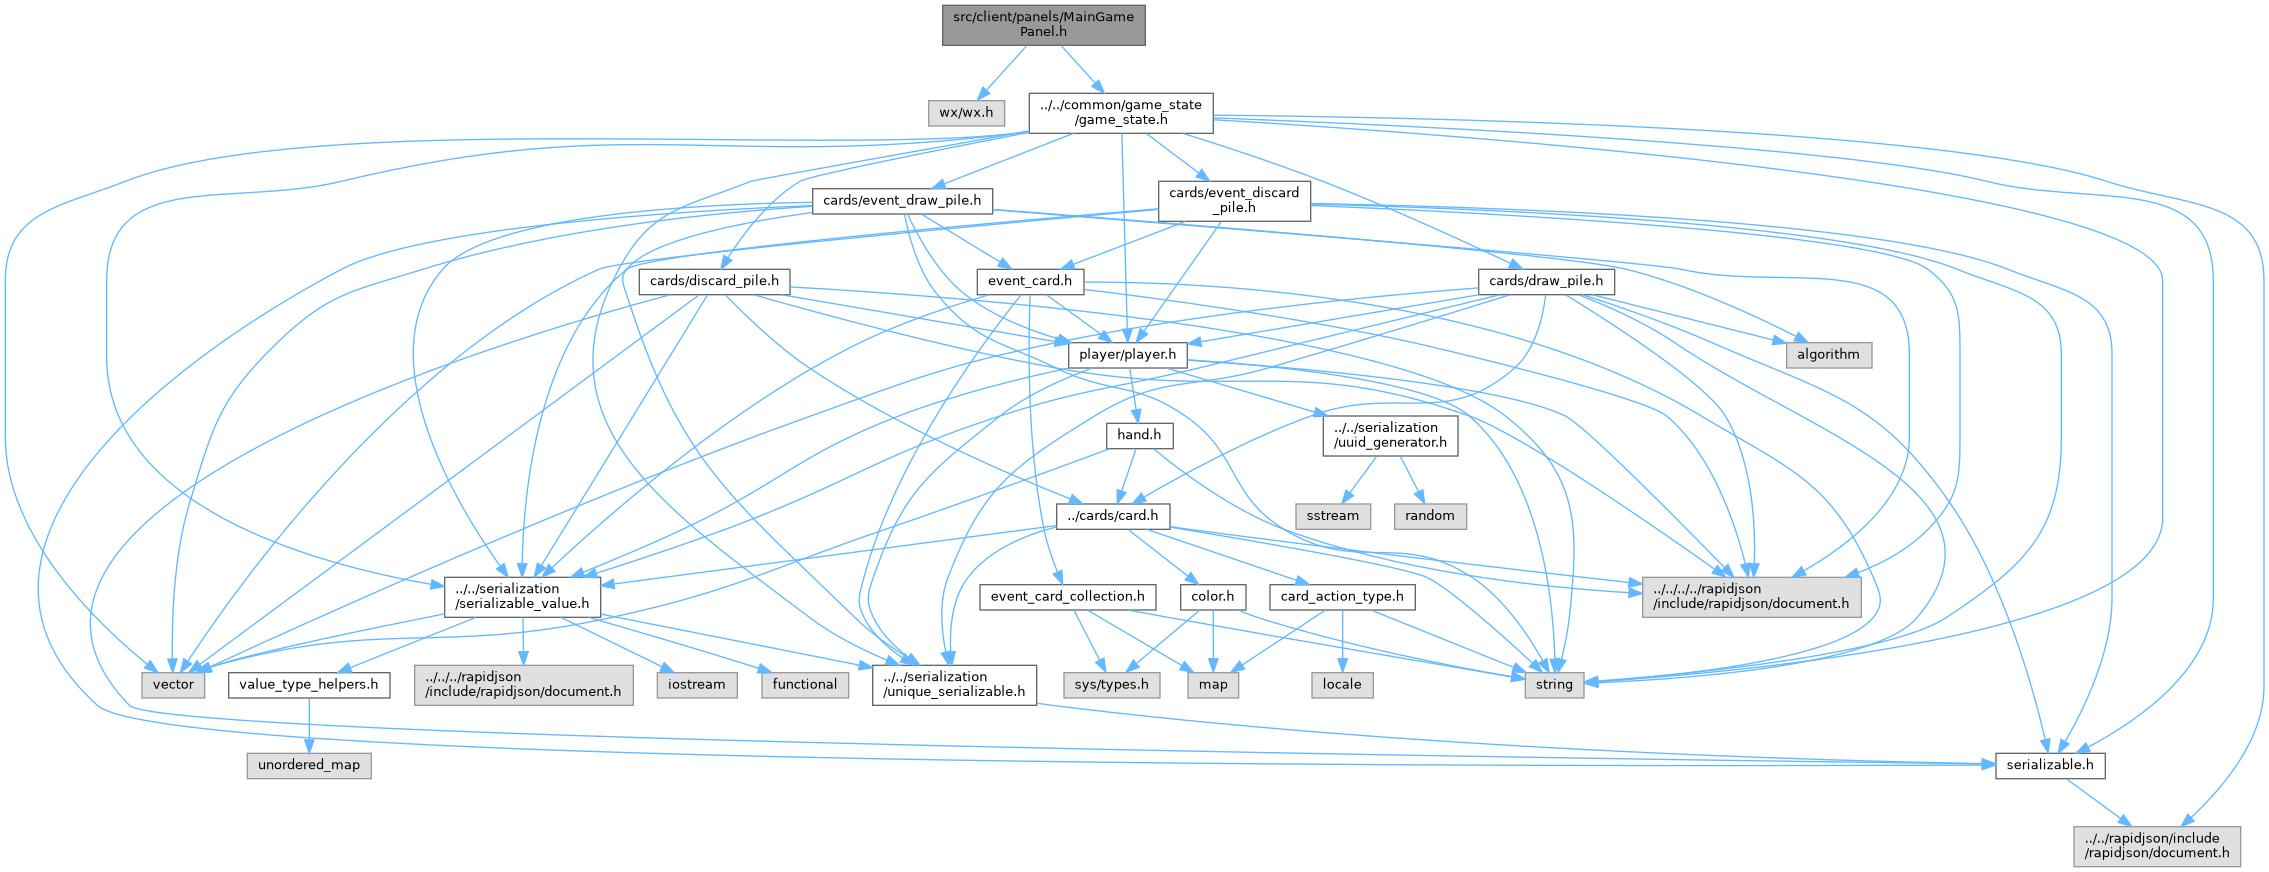 src/client/panels/MainGame
Panel.h
wx/wx.h
../../common/game_state
/game_state.h
cards/event_draw_pile.h
cards/event_discard
_pile.h
cards/discard_pile.h
event_card.h
cards/draw_pile.h
player/player.h
algorithm
hand.h
../../serialization
/uuid_generator.h
../cards/card.h
sstream
random
../../serialization
/serializable_value.h
event_card_collection.h
color.h
card_action_type.h
../../../../rapidjson
/include/rapidjson/document.h
vector
value_type_helpers.h
../../../rapidjson
/include/rapidjson/document.h
iostream
functional
../../serialization
/unique_serializable.h
sys/types.h
map
locale
string
unordered_map
serializable.h
../../rapidjson/include
/rapidjson/document.h